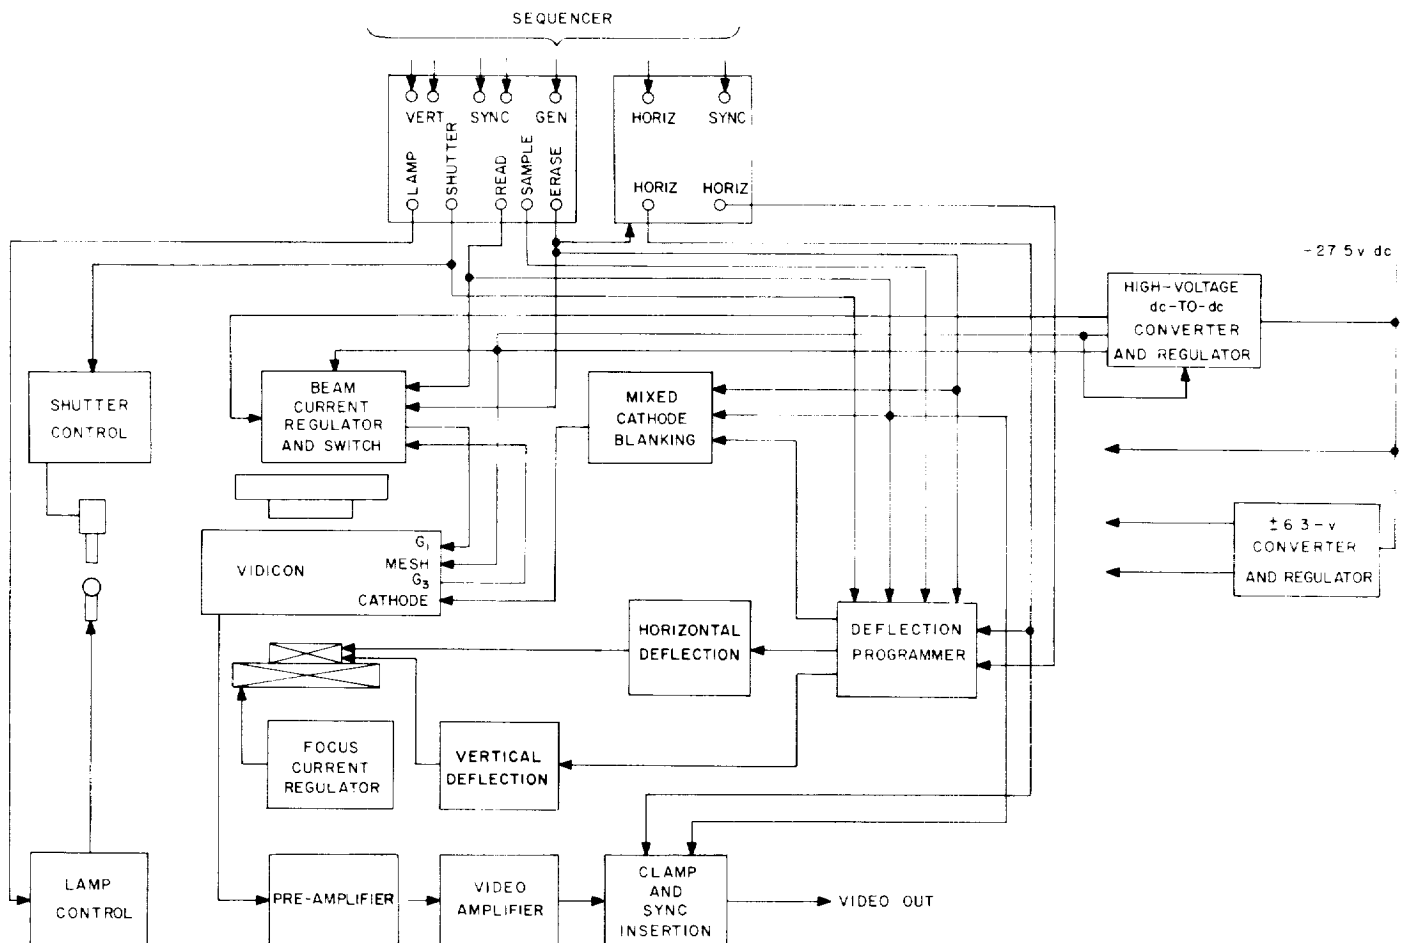 SEQUENCER
VERT SYNC GEN
HORIZ SYNC
LAMP
SHUTTER
READ
SAMPLE
ERASE
HORIZ HORIZ
-27 5 v dc
HIGH-VOLTAGE
dc-TO-dc
CONVERTER
AND REGULATOR
SHUTTER
CONTROL
BEAM
CURRENT
REGULATOR
AND SWITCH
MIXED
CATHODE
BLANKING
VIDICON
G1
MESH
G3
CATHODE
±6 3-v
CONVERTER
AND REGULATOR
HORIZONTAL
DEFLECTION
DEFLECTION
PROGRAMMER
FOCUS
CURRENT
REGULATOR
VERTICAL
DEFLECTION
LAMP
CONTROL
PRE-AMPLIFIER
VIDEO
AMPLIFIER
CLAMP
AND
SYNC
INSERTION
VIDEO OUT